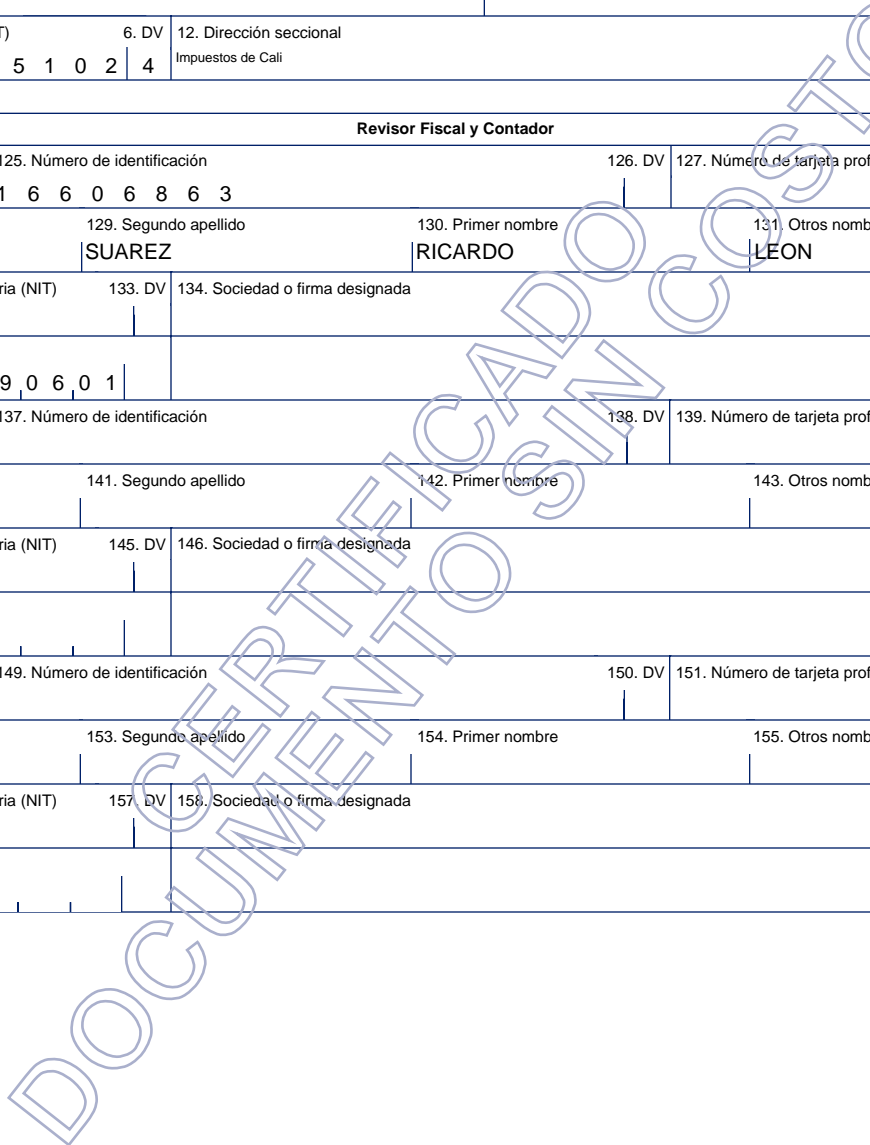 T) 6. DV 12. Dirección seccional
5 1 0 2 4 Impuestos de Cali
Revisor Fiscal y Contador
125. Número de identificación 126. DV 127. Número de tarjeta prof
1 6 6 0 6 8 6 3
129. Segundo apellido 130. Primer nombre 131. Otros nomb
SUAREZ RICARDO LEON
ria (NIT) 133. DV 134. Sociedad o firma designada
9 0 6 0 1
137. Número de identificación 138. DV 139. Número de tarjeta prof
141. Segundo apellido 142. Primer nombre 143. Otros nomb
ria (NIT) 145. DV 146. Sociedad o firma designada
149. Número de identificación 150. DV 151. Número de tarjeta prof
153. Segundo apellido 154. Primer nombre 155. Otros nomb
ria (NIT) 157. DV 158. Sociedad o firma designada
CERTIFICADO
DOCUMENTO SIN COSTO